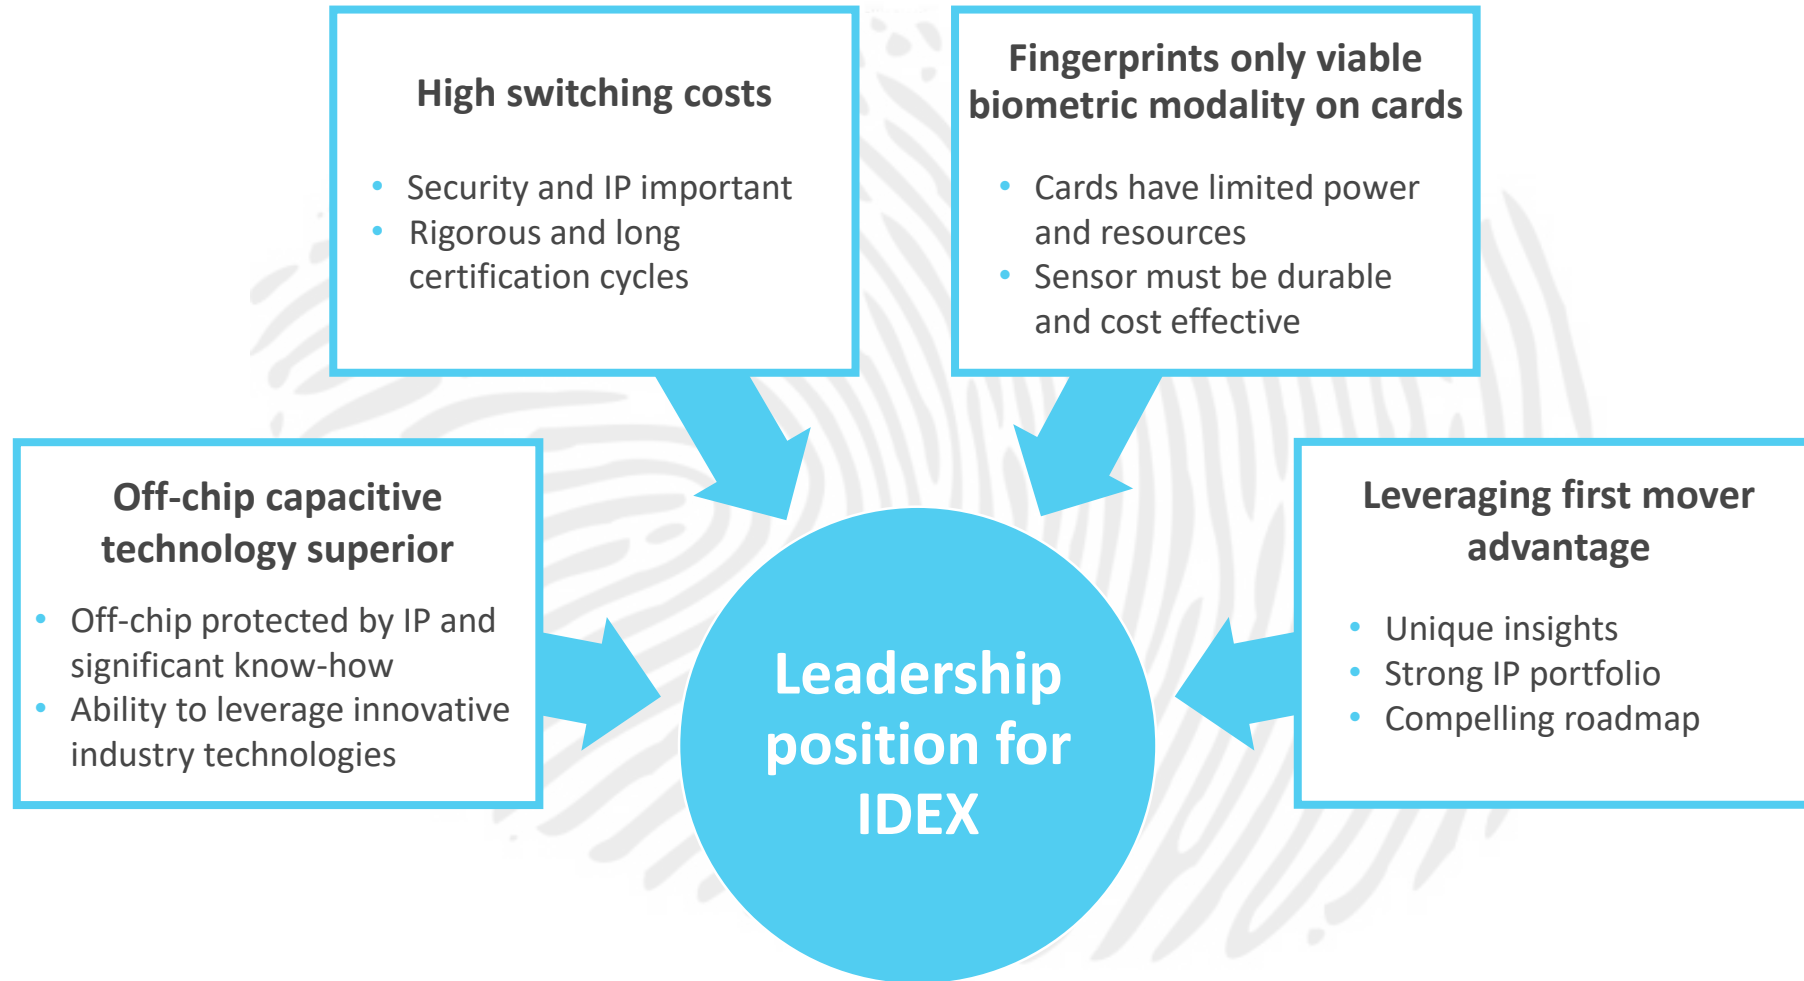 High switching costs
• Security and IP important
• Rigorous and long
certification cycles
Fingerprints only viable
biometric modality on cards
• Cards have limited power
and resources
• Sensor must be durable
and cost effective
Off-chip capacitive
technology superior
• Off-chip protected by IP and
significant know-how
• Ability to leverage innovative
industry technologies
Leveraging first mover
advantage
• Unique insights
• Strong IP portfolio
• Compelling roadmap
Leadership
position for
IDEX